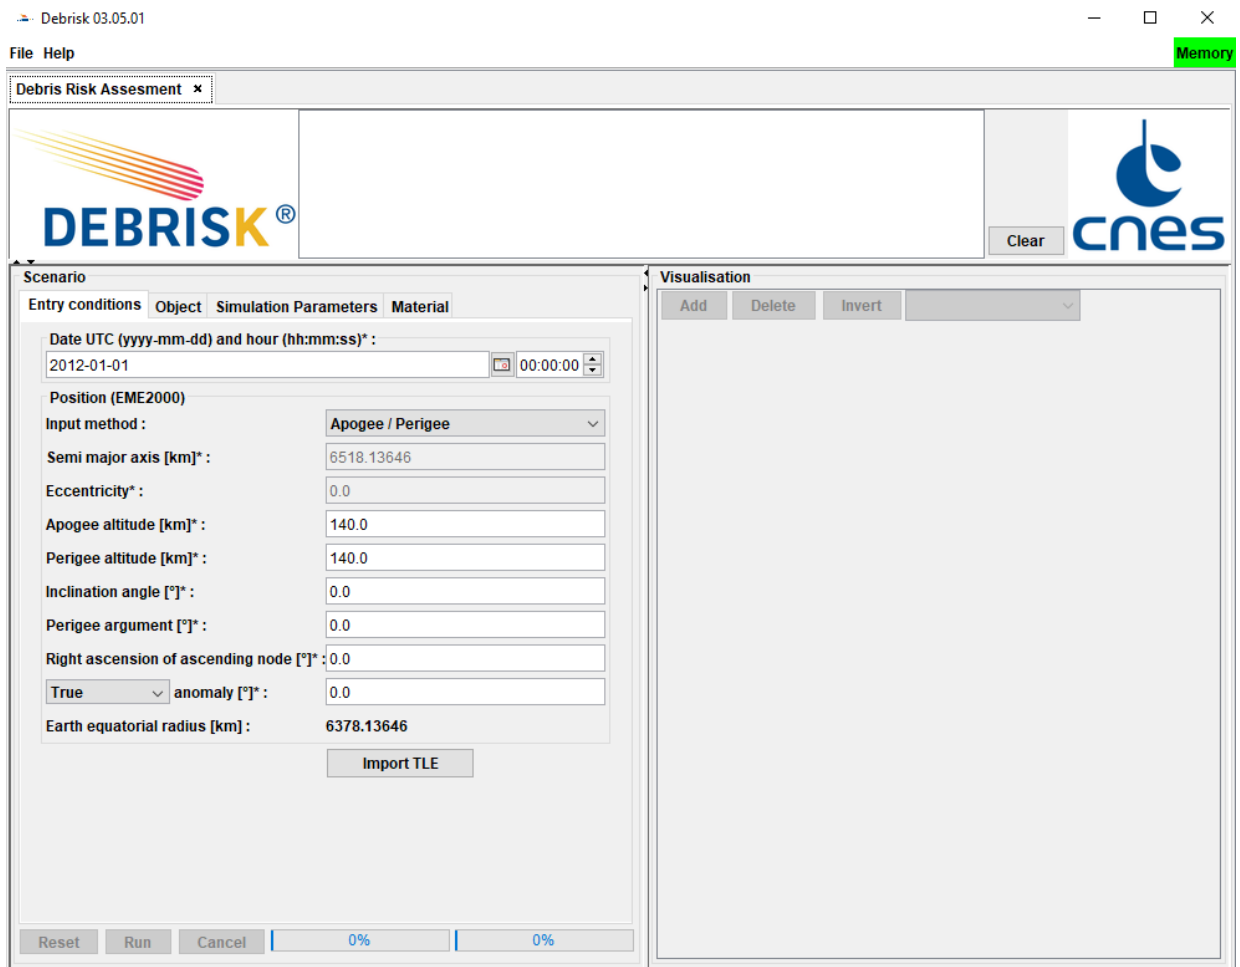 Debrisk 03.05.01
File Help
Memory
Debris Risk Assesment
DEBRISK®
Clear
cnes
Scenario
Entry conditions Object Simulation Parameters Material
Date UTC (yyyy-mm-dd) and hour (hh:mm:ss)* :
2012-01-01 00:00:00
Position (EME2000)
Input method : Apogee / Perigee
Semi major axis [km]* : 6518.13646
Eccentricity* : 0.0
Apogee altitude [km]* : 140.0
Perigee altitude [km]* : 140.0
Inclination angle [°]* : 0.0
Perigee argument [°]* : 0.0
Right ascension of ascending node [°]* : 0.0
True anomaly [°]* : 0.0
Earth equatorial radius [km] : 6378.13646
Import TLE
Reset Run Cancel 0% 0%
Visualisation
Add Delete Invert